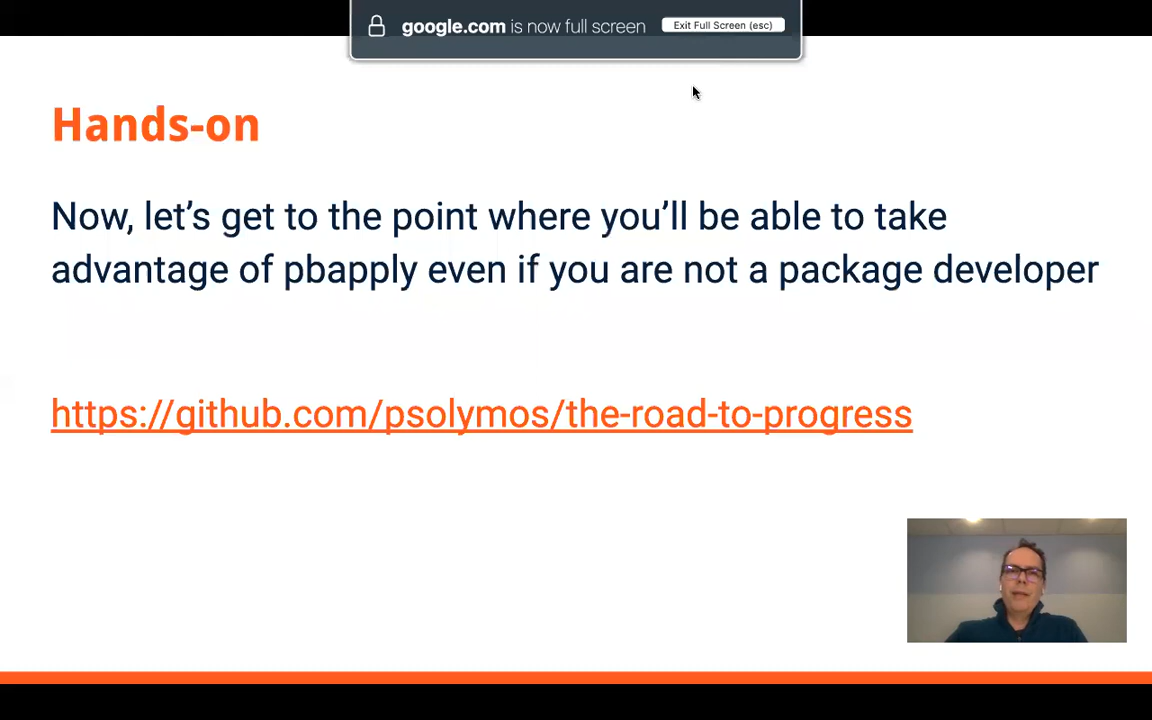 google.com is now full screen Exit Full Screen (esc)
Hands-on
Now, let’s get to the point where you’ll be able to take
advantage of pbapply even if you are not a package developer
https://github.com/psolymos/the-road-to-progress